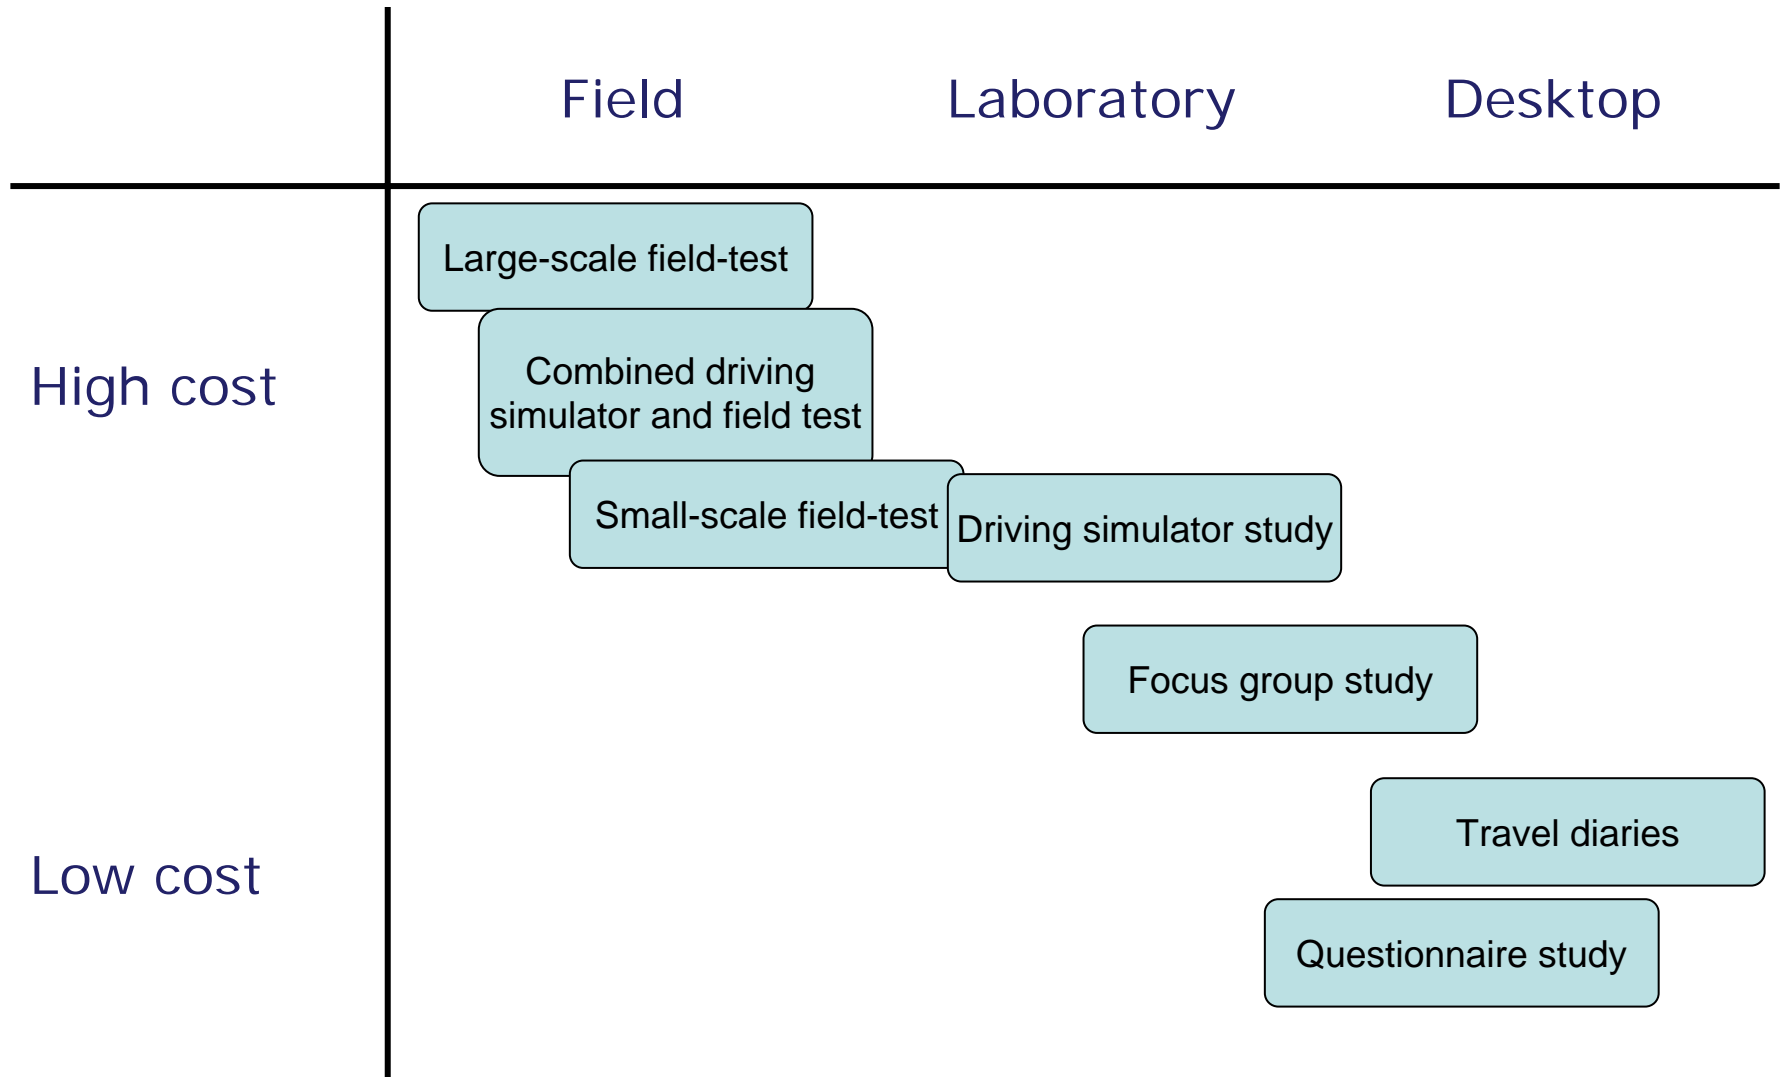 Field
Laboratory
Desktop
Large-scale field-test
High cost
Combined driving
simulator and field test
Small-scale field-test
Driving simulator study
Focus group study
Low cost
Travel diaries
Questionnaire study